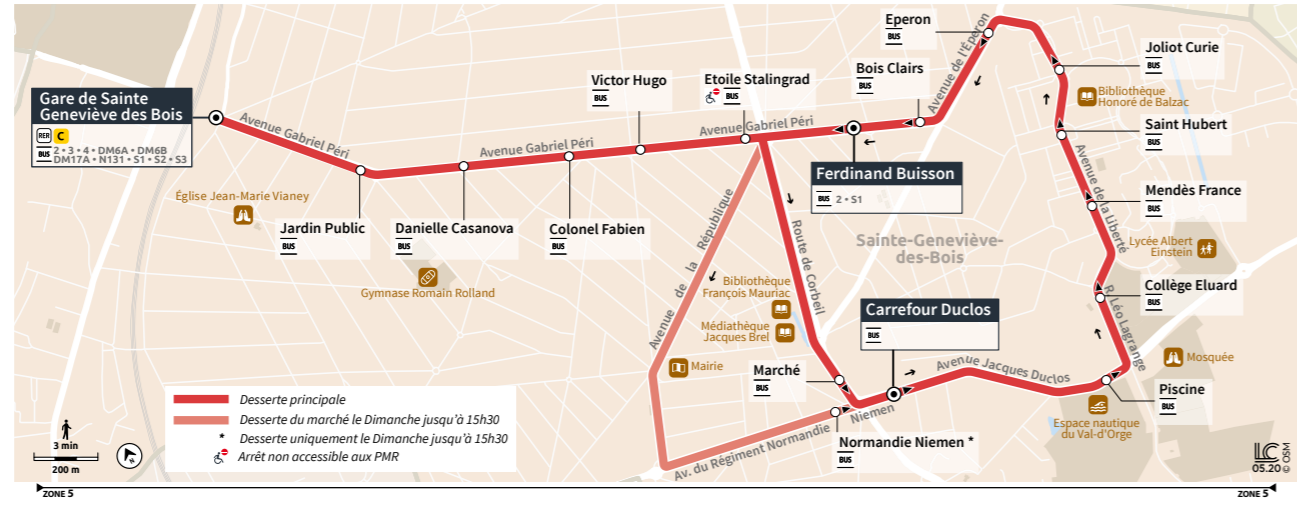 Gare de Sainte
Geneviève des Bois
RER C
BUS 2 • 3 • 4 • DM6A • DM6B
DM17A • N131 • S1 • S2 • S3
Avenue Gabriel Péri
Église Jean-Marie Vianey
Jardin Public
BUS
Danielle Casanova
BUS
Gymnase Romain Rolland
Avenue Gabriel Péri
Colonel Fabien
BUS
Victor Hugo
BUS
Etoile Stalingrad
BUS
Avenue Gabriel Péri
Bois Clairs
BUS
Eperon
BUS
Avenue de l'Éperon
Ferdinand Buisson
BUS 2 • S1
Joliot Curie
BUS
Bibliothèque
Honoré de Balzac
Saint Hubert
BUS
Avenue de la Liberté
Mendès France
BUS
Lycée Albert
Einstein
Collège Eluard
BUS
R. Léo Lagrange
Mosquée
Piscine
BUS
Espace nautique
du Val-d'Orge
Sainte-Geneviève-
des-Bois
Avenue de la République
Route de Corbeil
Bibliothèque
François Mauriac
Médiathèque
Jacques Brel
Mairie
Carrefour Duclos
BUS
Avenue Jacques Duclos
Marché
BUS
Av. du Régiment Normandie Niemen
Normandie Niemen *
BUS
Desserte principale
Desserte du marché le Dimanche jusqu'à 15h30
* Desserte uniquement le Dimanche jusqu'à 15h30
Arrêt non accessible aux PMR
3 min
200 m
LC
05.20 © OSM
ZONE 5
ZONE 5